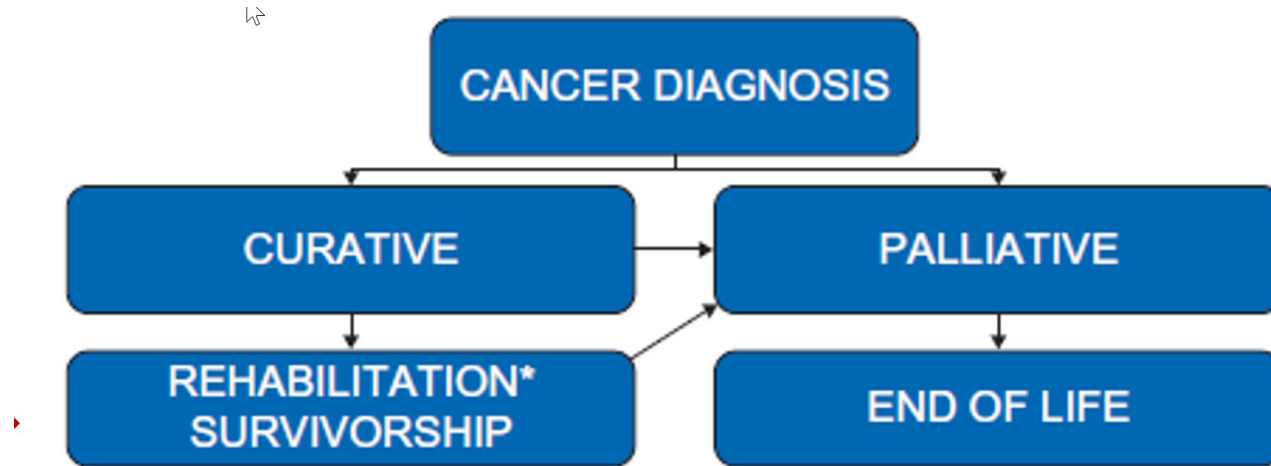 CANCER DIAGNOSIS
CURATIVE
PALLIATIVE
REHABILITATION*
SURVIVORSHIP
END OF LIFE